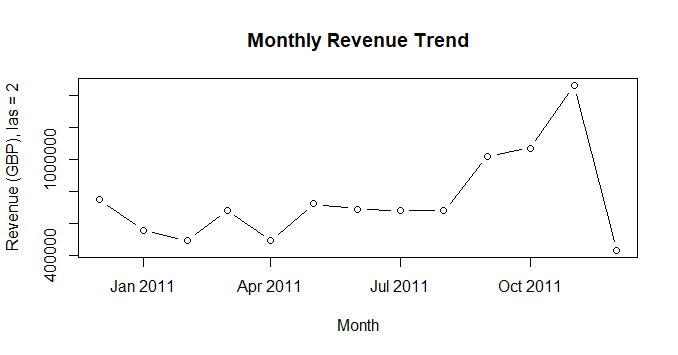 Monthly Revenue Trend
Revenue (GBP), las = 2
1000000
400000
Jan 2011 Apr 2011 Jul 2011 Oct 2011
Month